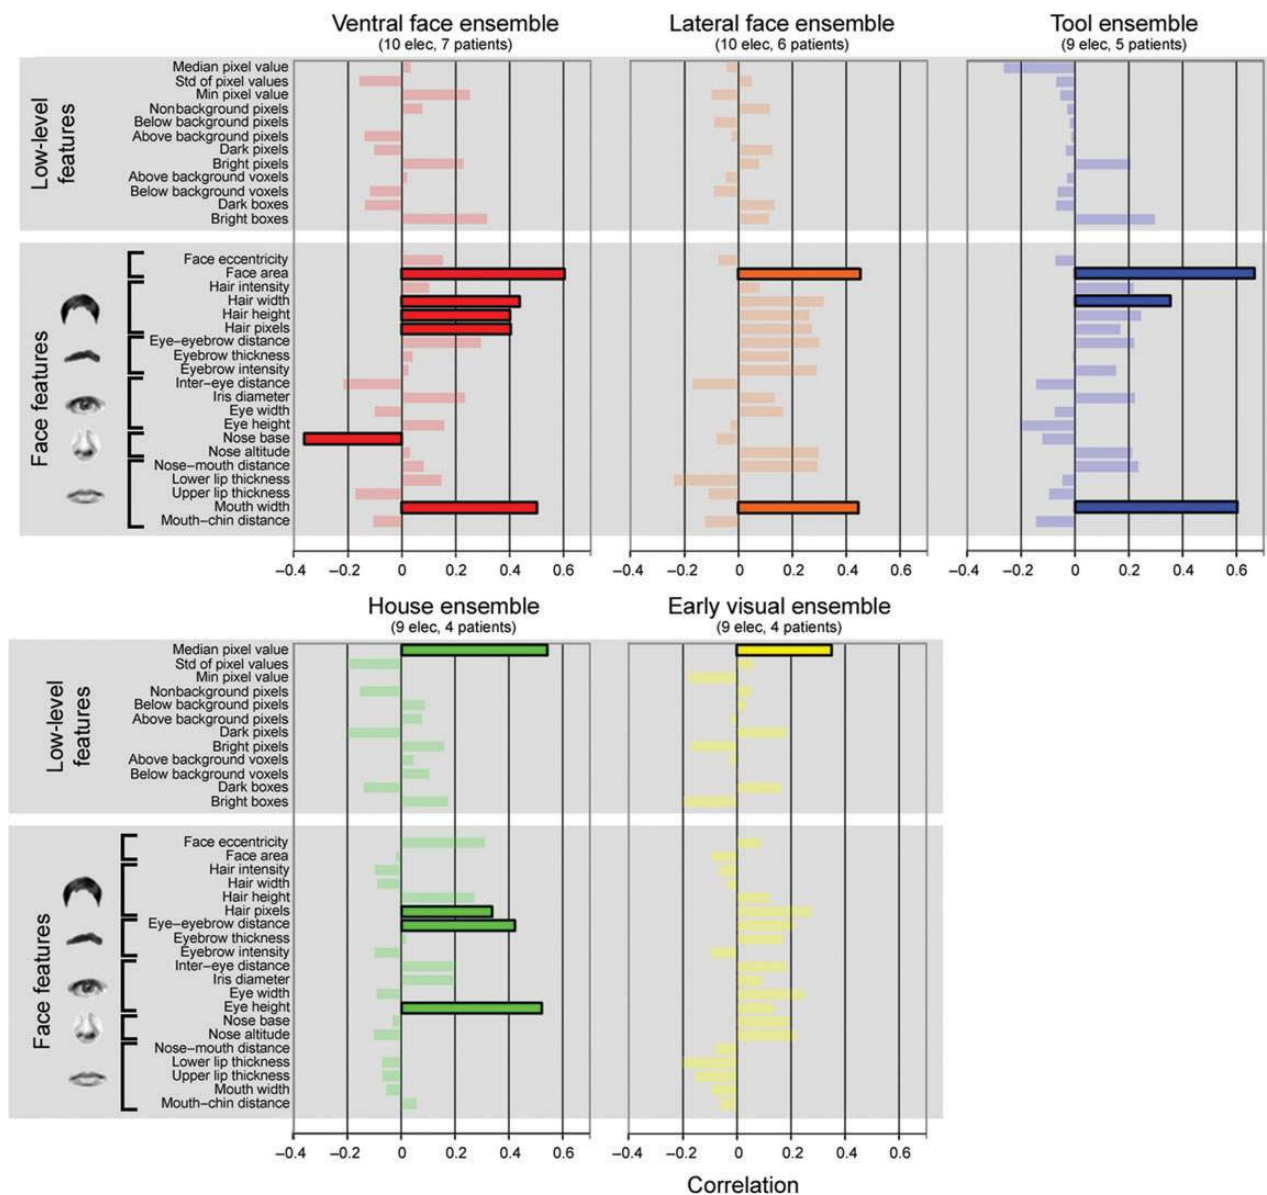 Ventral face ensemble
(10 elec, 7 patients)
Lateral face ensemble
(10 elec, 6 patients)
Tool ensemble
(9 elec, 5 patients)
Low-level
features
Median pixel value
Std of pixel values
Min pixel value
Nonbackground pixels
Below background pixels
Above background pixels
Dark pixels
Bright pixels
Above background voxels
Below background voxels
Dark boxes
Bright boxes
Face features
Face eccentricity
Face area
Hair intensity
Hair width
Hair height
Hair pixels
Eye–eyebrow distance
Eyebrow thickness
Eyebrow intensity
Inter–eye distance
Iris diameter
Eye width
Eye height
Nose base
Nose altitude
Nose–mouth distance
Lower lip thickness
Upper lip thickness
Mouth width
Mouth–chin distance
–0.4 –0.2 0 0.2 0.4 0.6
–0.4 –0.2 0 0.2 0.4 0.6
–0.4 –0.2 0 0.2 0.4 0.6
House ensemble
(9 elec, 4 patients)
Early visual ensemble
(9 elec, 4 patients)
Low-level
features
Median pixel value
Std of pixel values
Min pixel value
Nonbackground pixels
Below background pixels
Above background pixels
Dark pixels
Bright pixels
Above background voxels
Below background voxels
Dark boxes
Bright boxes
Face features
Face eccentricity
Face area
Hair intensity
Hair width
Hair height
Hair pixels
Eye–eyebrow distance
Eyebrow thickness
Eyebrow intensity
Inter–eye distance
Iris diameter
Eye width
Eye height
Nose base
Nose altitude
Nose–mouth distance
Lower lip thickness
Upper lip thickness
Mouth width
Mouth–chin distance
–0.4 –0.2 0 0.2 0.4 0.6
–0.4 –0.2 0 0.2 0.4 0.6
Correlation